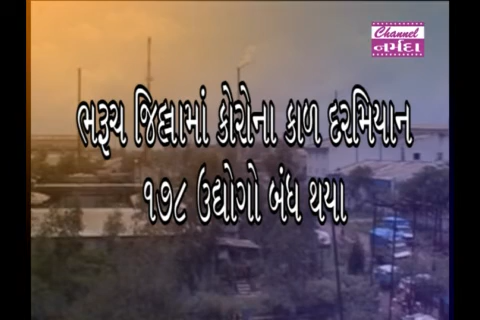 Channel
નર્મદા
ભરૂચ જિલ્લામાં કોરોના કાળ દરમિયાન
૧૭૮ ઉદ્યોગો બંધ થયા